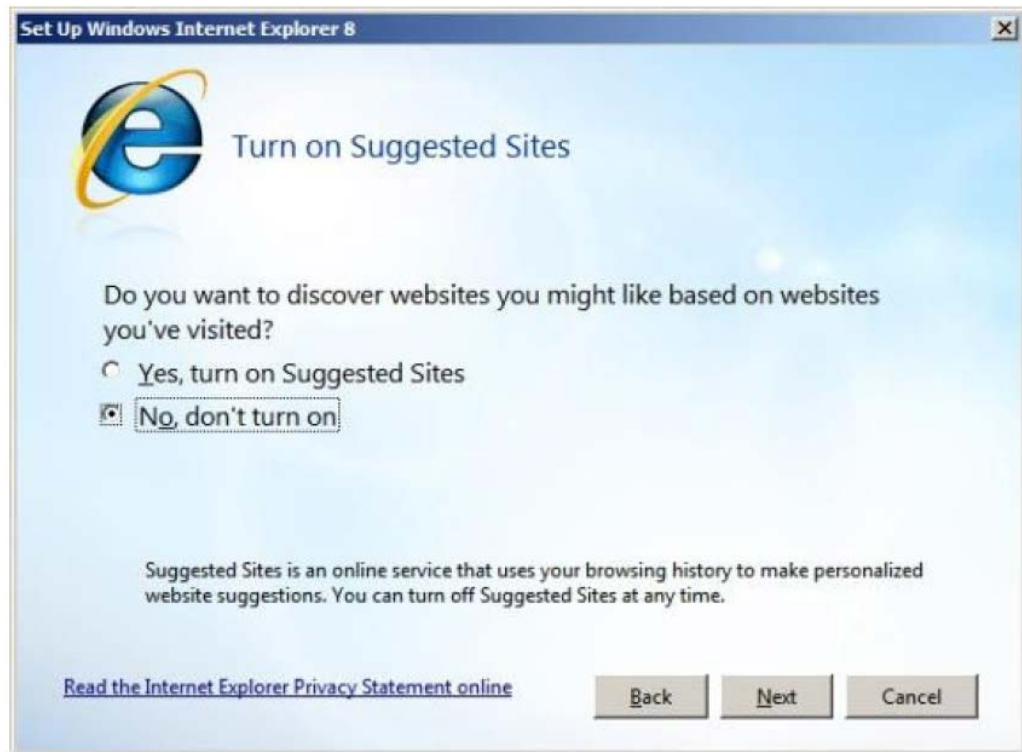 Set Up Windows Internet Explorer 8
Turn on Suggested Sites
Do you want to discover websites you might like based on websites
you've visited?
Yes, turn on Suggested Sites
No, don't turn on
Suggested Sites is an online service that uses your browsing history to make personalized
website suggestions. You can turn off Suggested Sites at any time.
Read the Internet Explorer Privacy Statement online
Back
Next
Cancel